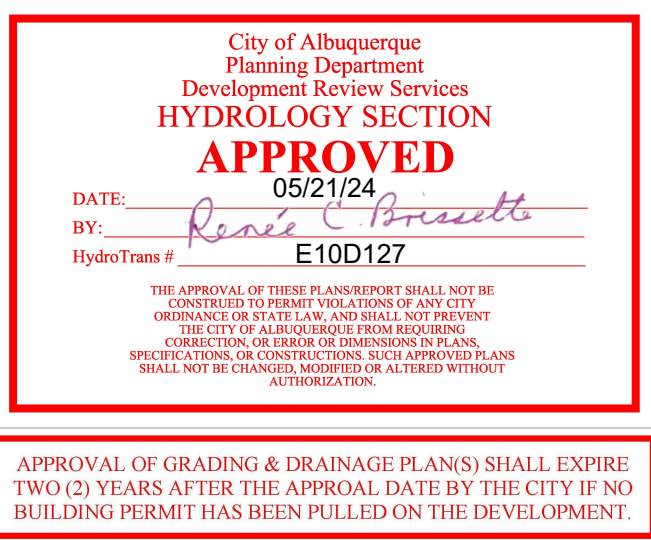 City of Albuquerque
Planning Department
Development Review Services
HYDROLOGY SECTION
APPROVED
DATE: 05/21/24
BY: Renée C. Brissette
HydroTrans # E10D127
THE APPROVAL OF THESE PLANS/REPORT SHALL NOT BE
CONSTRUED TO PERMIT VIOLATIONS OF ANY CITY
ORDINANCE OR STATE LAW, AND SHALL NOT PREVENT
THE CITY OF ALBUQUERQUE FROM REQUIRING
CORRECTION, OR ERROR OR DIMENSIONS IN PLANS,
SPECIFICATIONS, OR CONSTRUCTIONS. SUCH APPROVED PLANS
SHALL NOT BE CHANGED, MODIFIED OR ALTERED WITHOUT
AUTHORIZATION.
APPROVAL OF GRADING & DRAINAGE PLAN(S) SHALL EXPIRE
TWO (2) YEARS AFTER THE APPROAL DATE BY THE CITY IF NO
BUILDING PERMIT HAS BEEN PULLED ON THE DEVELOPMENT.